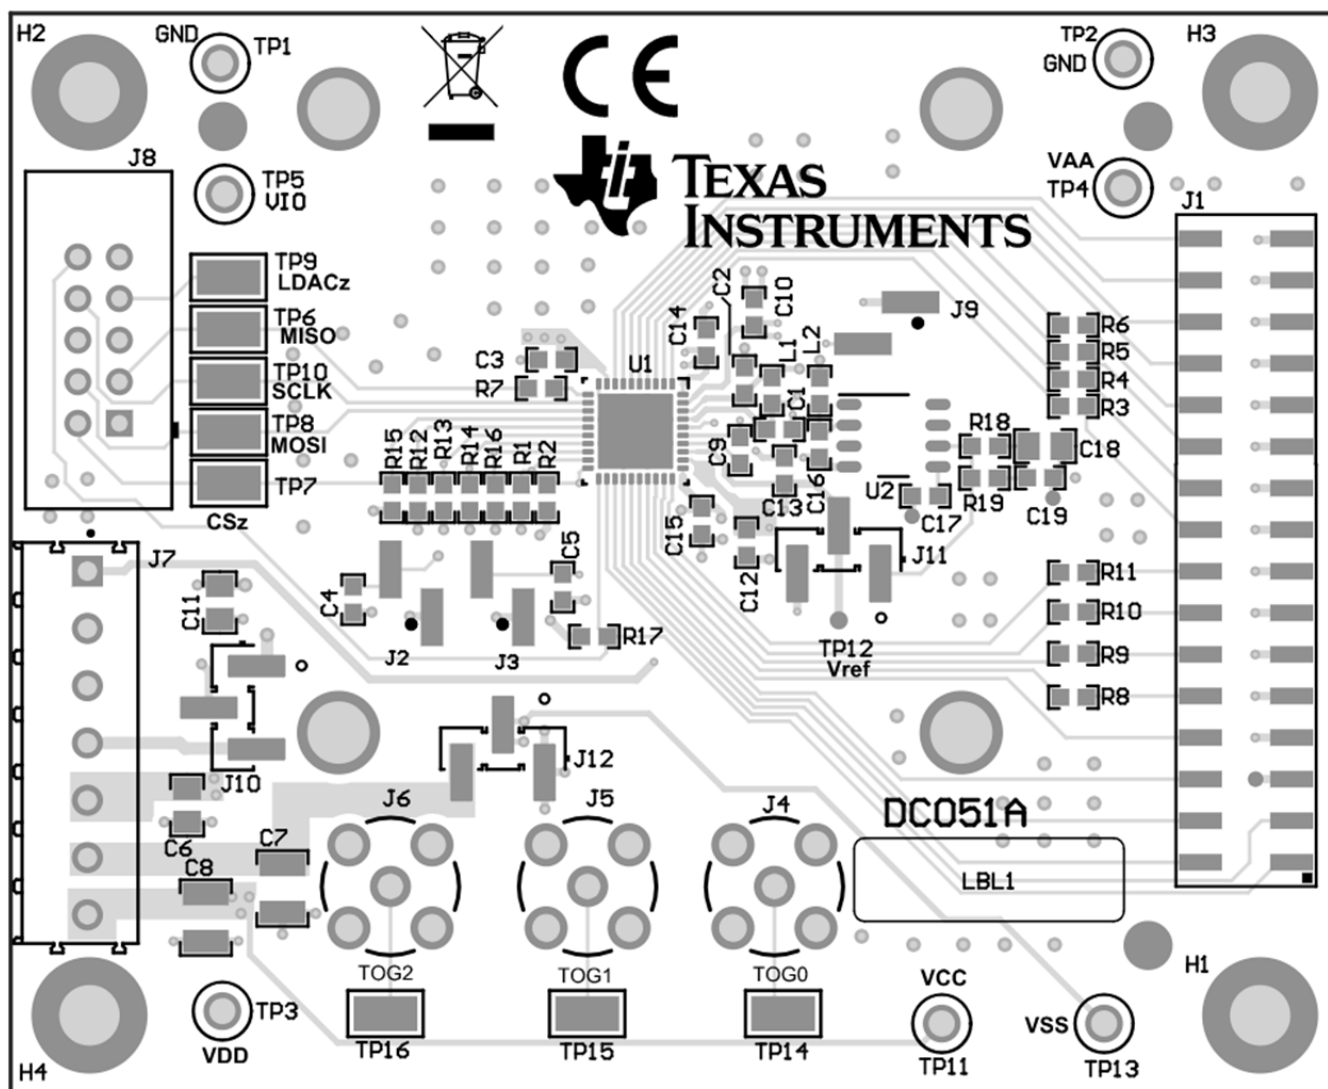 H2
GND
TP1
TP2
GND
H3
CE
J8
TP5
VIO
TEXAS
INSTRUMENTS
VAA
TP4
J1
TP9
LDACz
TP6
MISO
TP10
SCLK
TP8
MOSI
TP7
CSz
C2
C10
C14
J9
L1
L2
C3
R7
U1
R6
R5
R4
R3
C1
R15
R12
R13
R14
R16
R1
R2
C9
C13
C16
U2
R18
R19
C18
C17
C19
C15
C12
J11
J7
C11
C4
C5
R17
J2
J3
TP12
Vref
R11
R10
R9
R8
J10
J12
C6
C7
C8
J6
J5
J4
DC051A
LBL1
TOG2
TOG1
TOG0
VCC
VSS
H1
TP3
VDD
H4
TP16
TP15
TP14
TP11
TP13